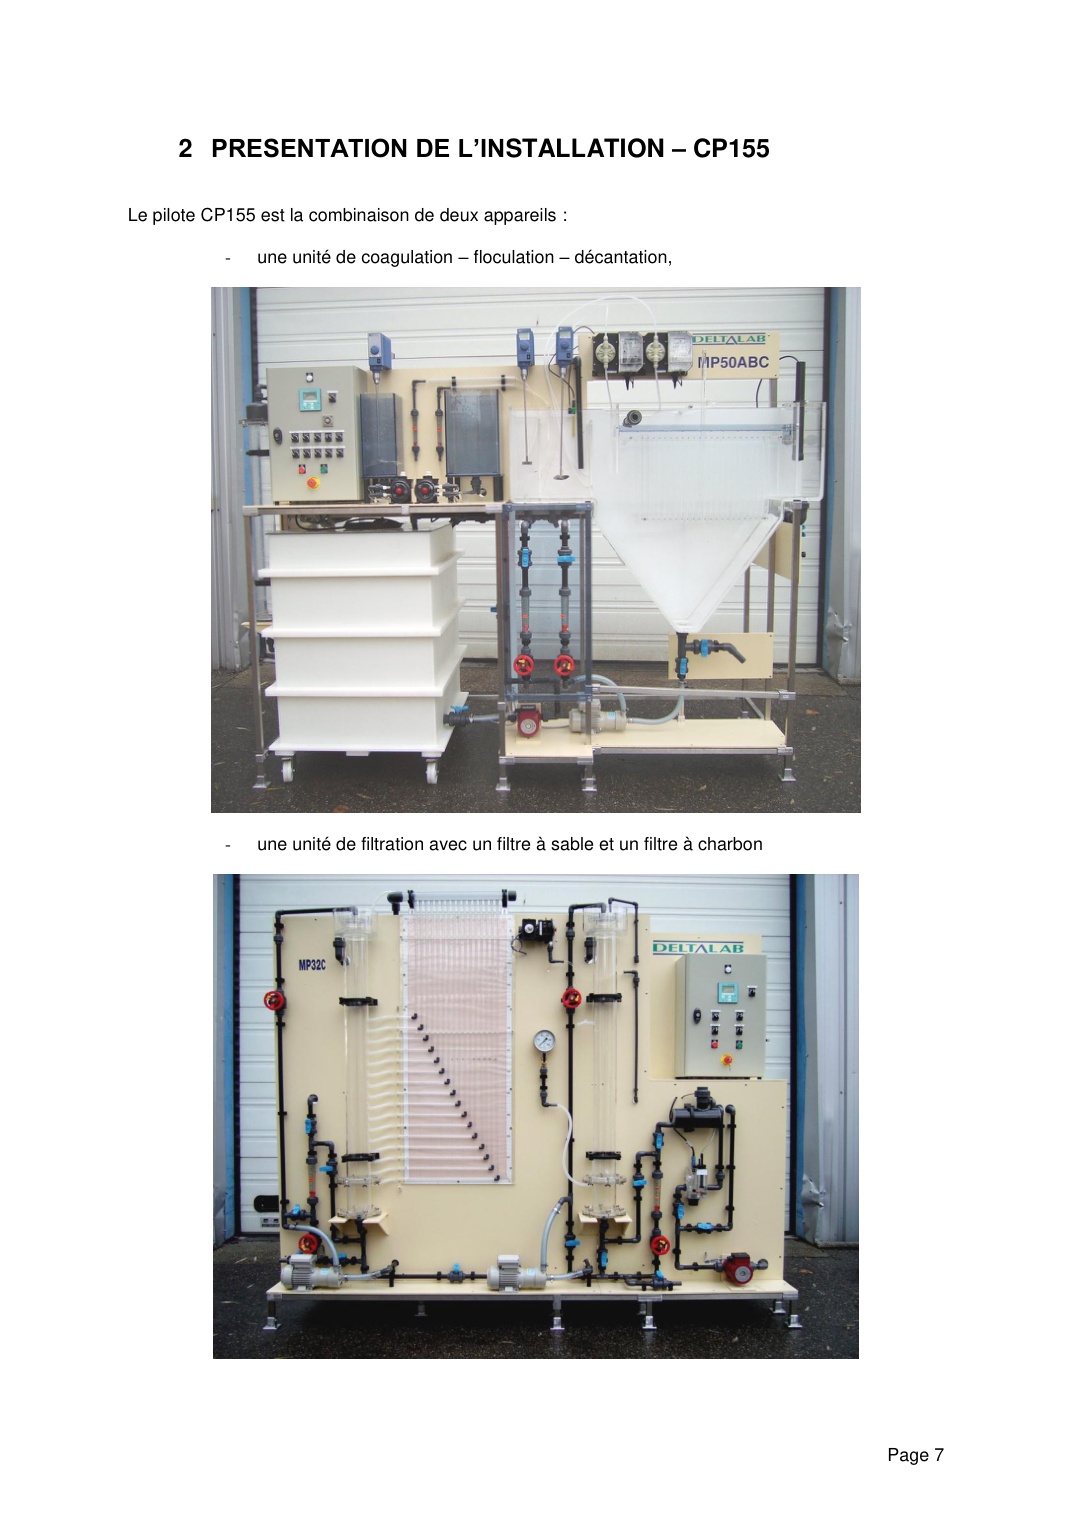 2 PRESENTATION DE L’INSTALLATION – CP155
Le pilote CP155 est la combinaison de deux appareils :
- une unité de coagulation – floculation – décantation,
DELTALAB
MP50ABC
- une unité de filtration avec un filtre à sable et un filtre à charbon
MP32C
DELTALAB
Page 7